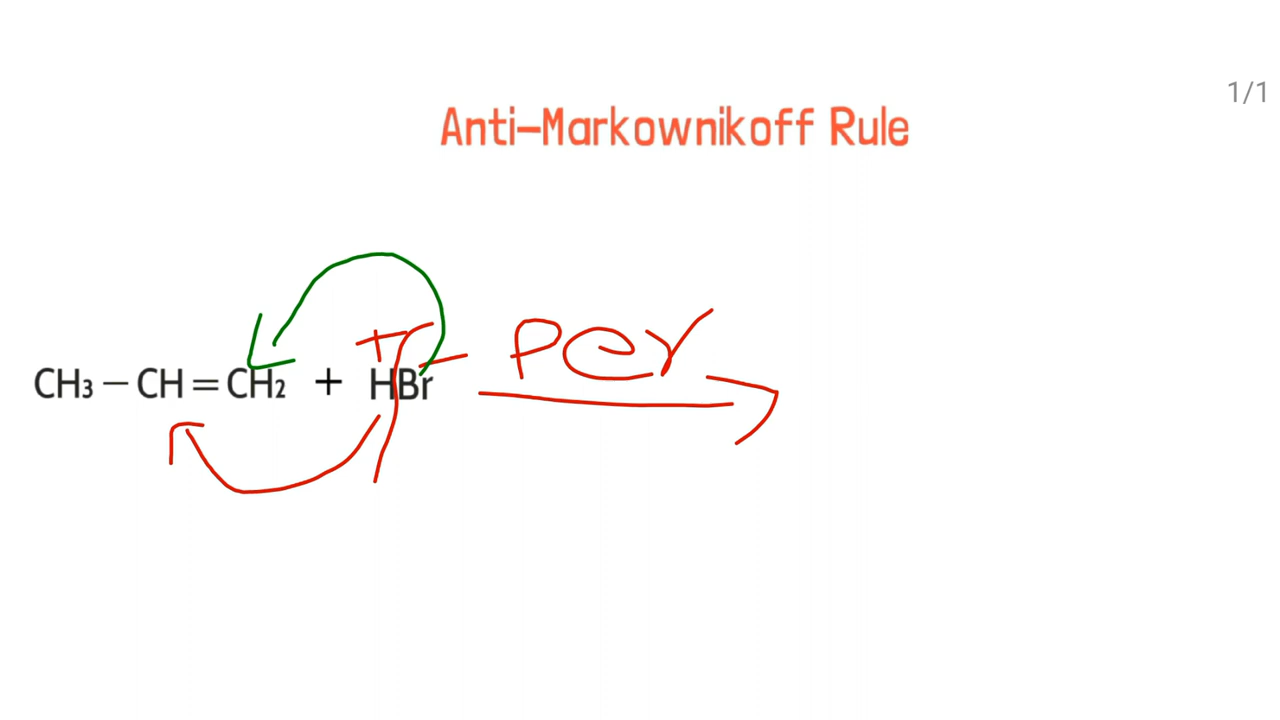 1/1
Anti-Markownikoff Rule
+ - Per
CH₃ – CH = CH₂ + HBr